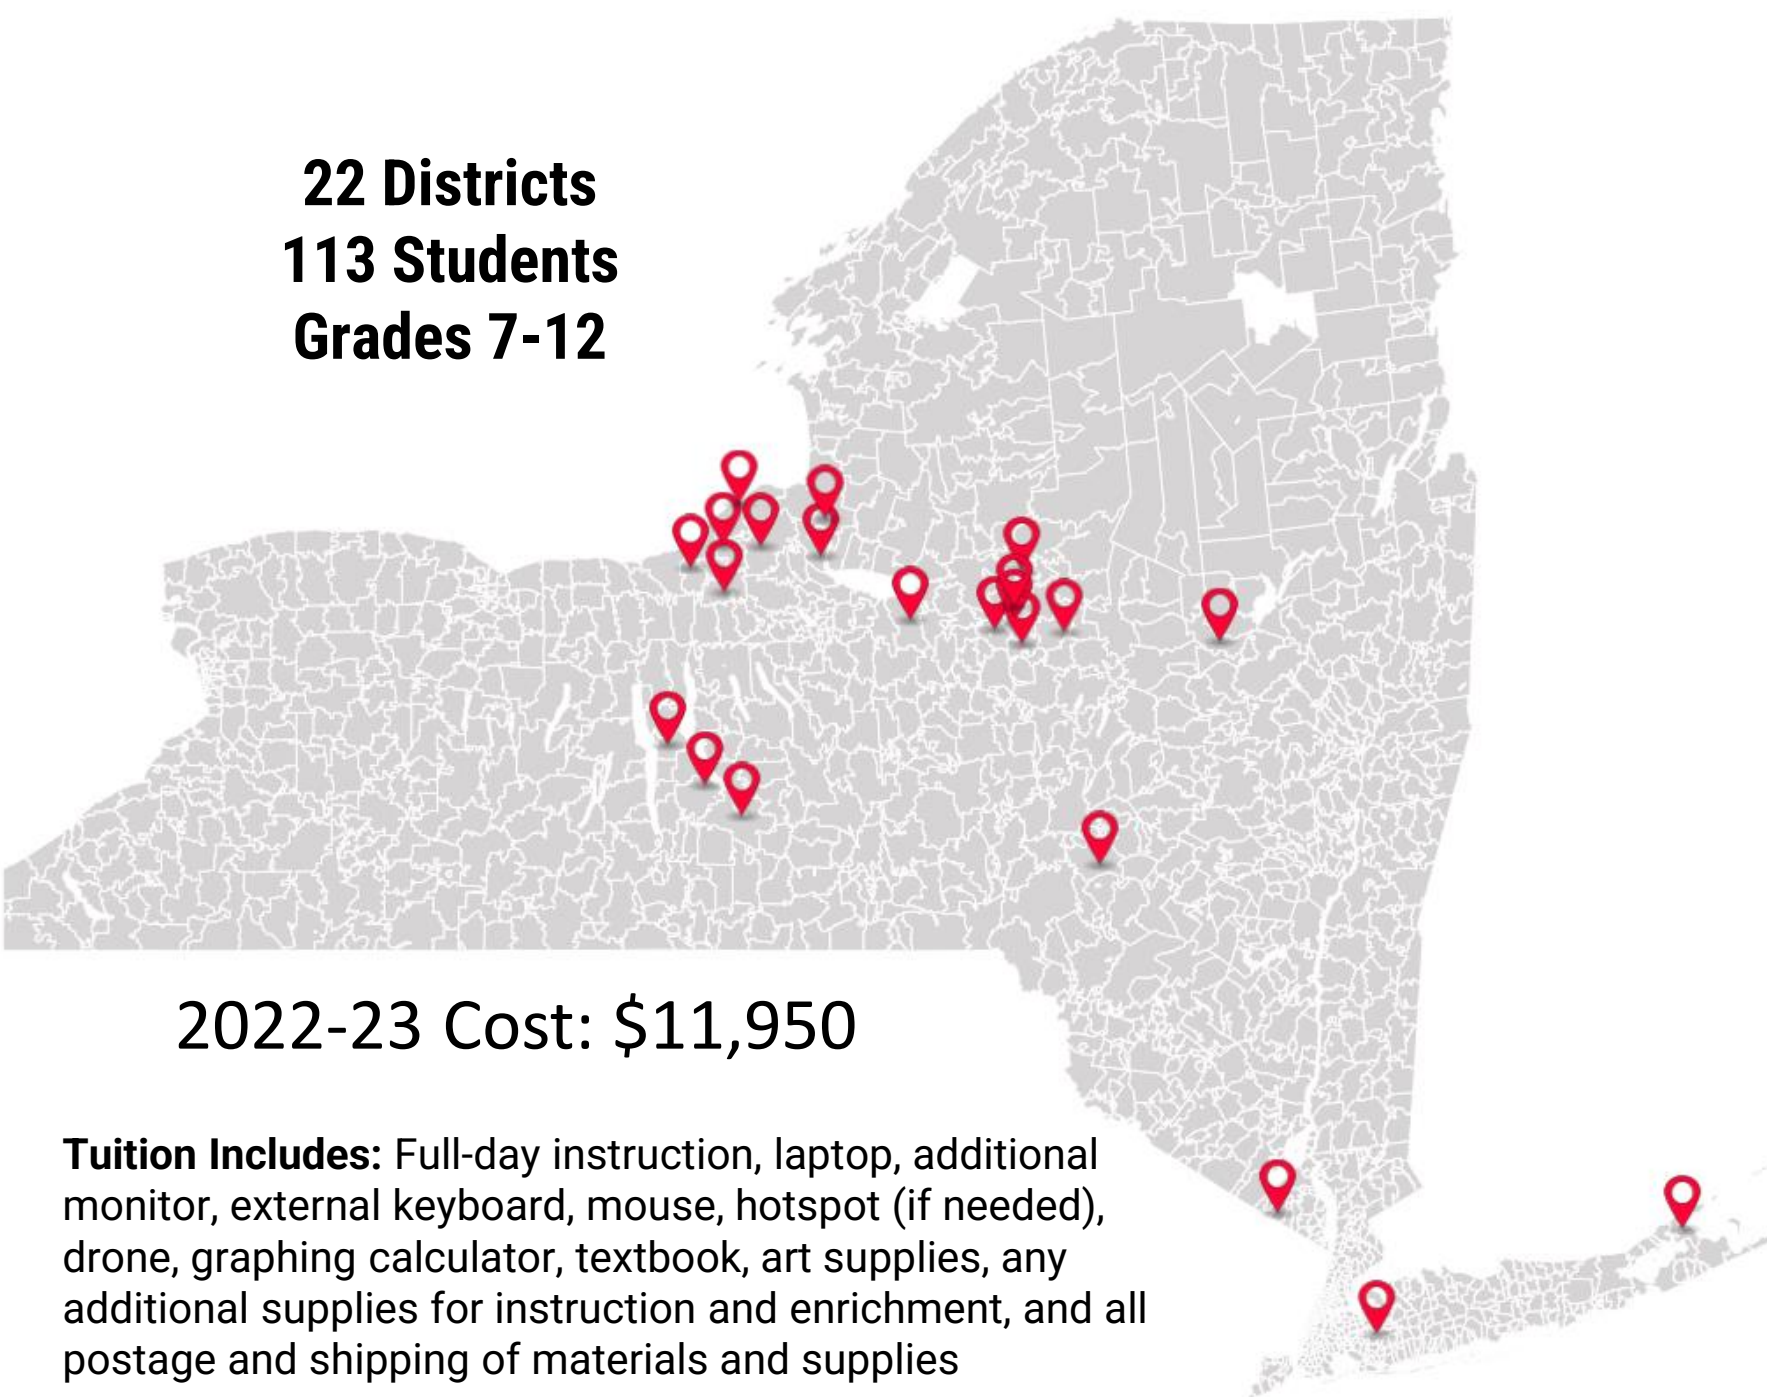 22 Districts
113 Students
Grades 7-12
2022-23 Cost: $11,950
Tuition Includes: Full-day instruction, laptop, additional
monitor, external keyboard, mouse, hotspot (if needed),
drone, graphing calculator, textbook, art supplies, any
additional supplies for instruction and enrichment, and all
postage and shipping of materials and supplies